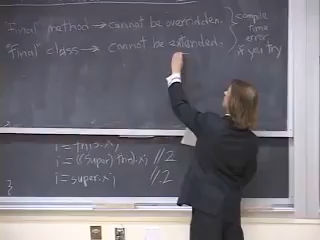 "Final" method → cannot be overridden. } compile
"Final" class → cannot be extended. time
error
if you try
i = this.x;
i = ((Super) this).x; //2
i = super.x; //2
}